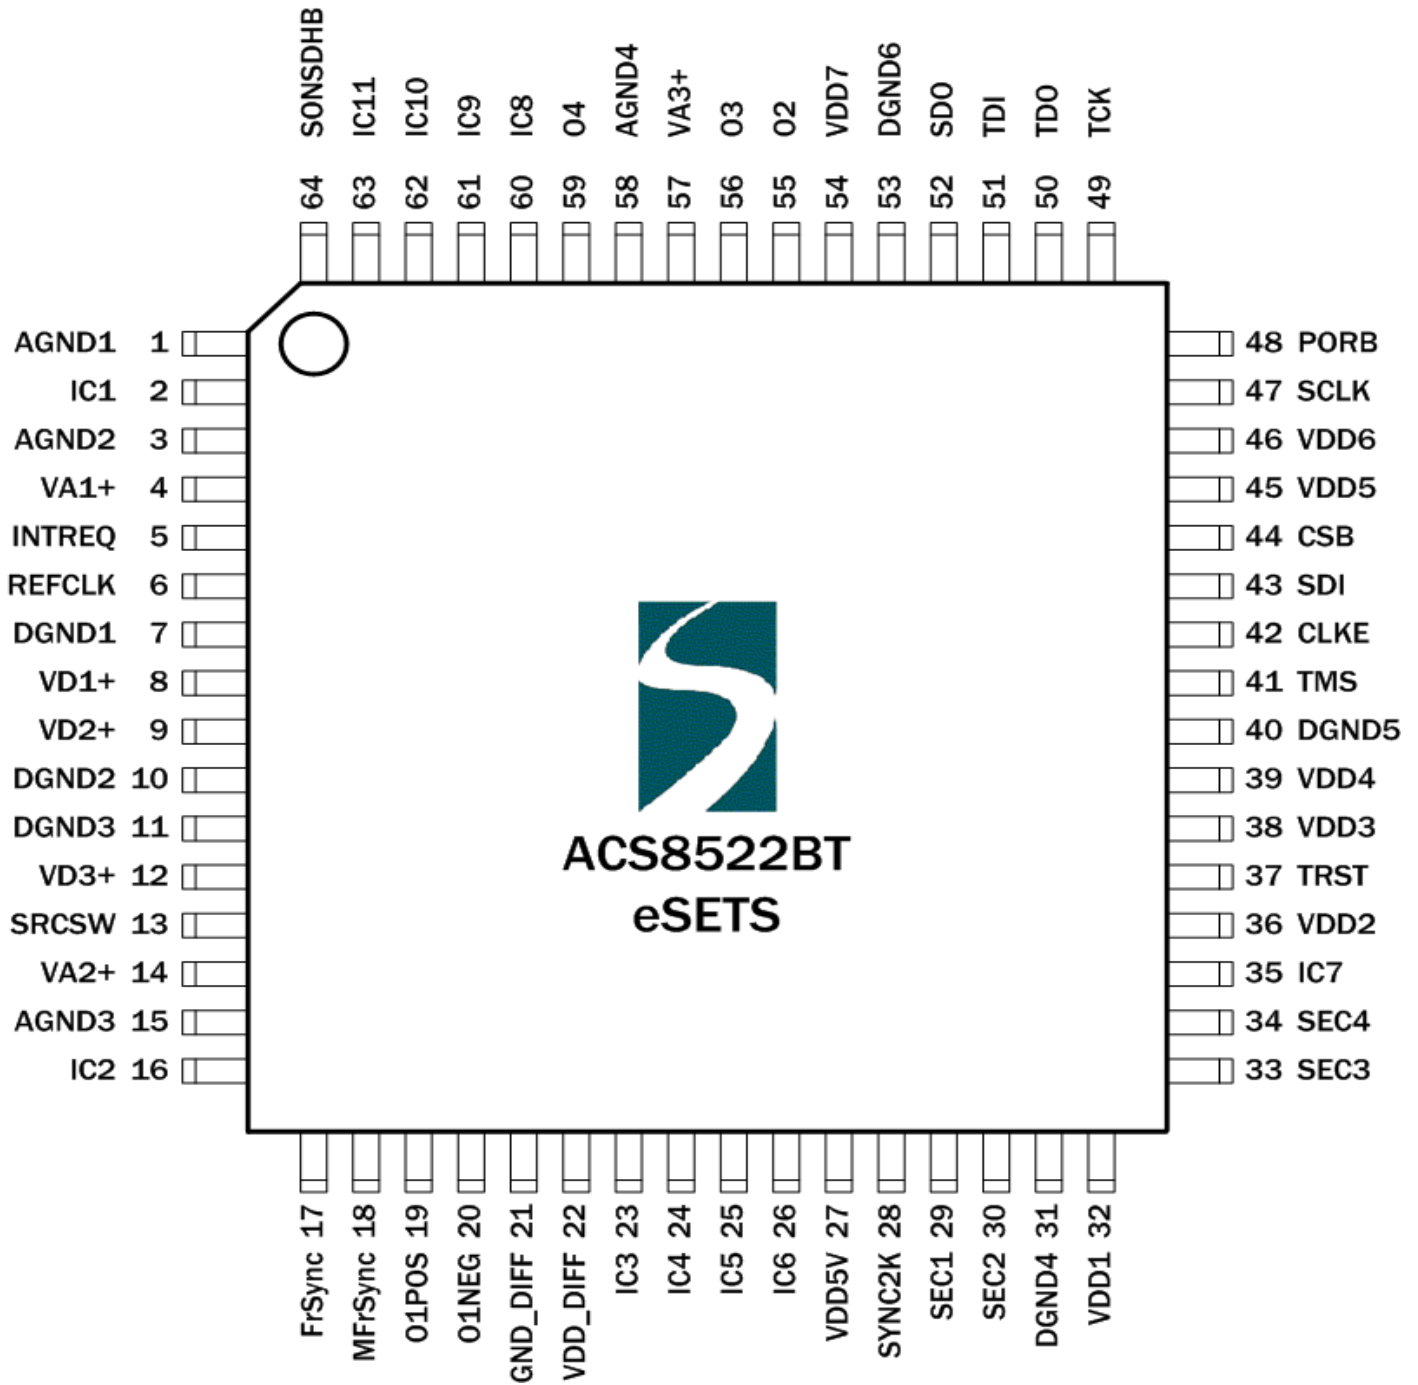 SONSDHB 64
IC11 63
IC10 62
IC9 61
IC8 60
O4 59
AGND4 58
VA3+ 57
O3 56
O2 55
VDD7 54
DGND6 53
SDO 52
TDI 51
TDO 50
TCK 49
AGND1 1
IC1 2
AGND2 3
VA1+ 4
INTREQ 5
REFCLK 6
DGND1 7
VD1+ 8
VD2+ 9
DGND2 10
DGND3 11
VD3+ 12
SRCSW 13
VA2+ 14
AGND3 15
IC2 16
ACS8522BT
eSETS
48 PORB
47 SCLK
46 VDD6
45 VDD5
44 CSB
43 SDI
42 CLKE
41 TMS
40 DGND5
39 VDD4
38 VDD3
37 TRST
36 VDD2
35 IC7
34 SEC4
33 SEC3
FrSync 17
MFrSync 18
O1POS 19
O1NEG 20
GND_DIFF 21
VDD_DIFF 22
IC3 23
IC4 24
IC5 25
IC6 26
VDD5V 27
SYNC2K 28
SEC1 29
SEC2 30
DGND4 31
VDD1 32